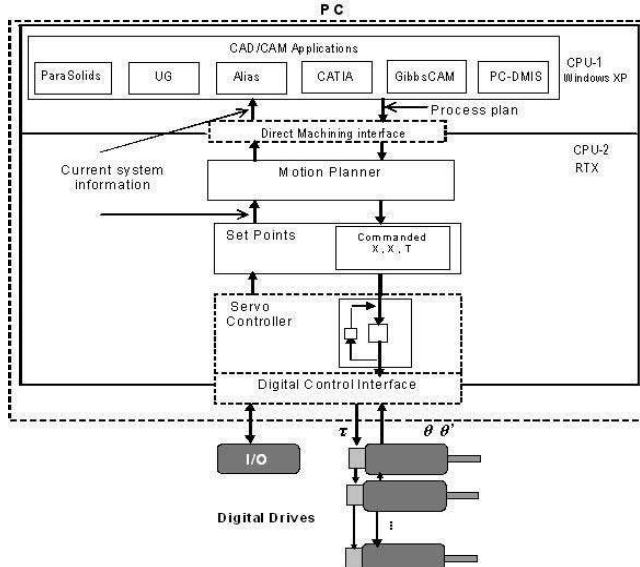 PC
CAD/CAM Applications
CPU-1
Windows XP
ParaSolids
UG
Alias
CATIA
GibbsCAM
PC-DMIS
Process plan
Direct Machining interface
CPU-2
RTX
Current system
information
Motion Planner
Set Points
Commanded
X, X, T
Servo
Controller
Digital Control Interface
τ
θ θ'
I/O
Digital Drives
...